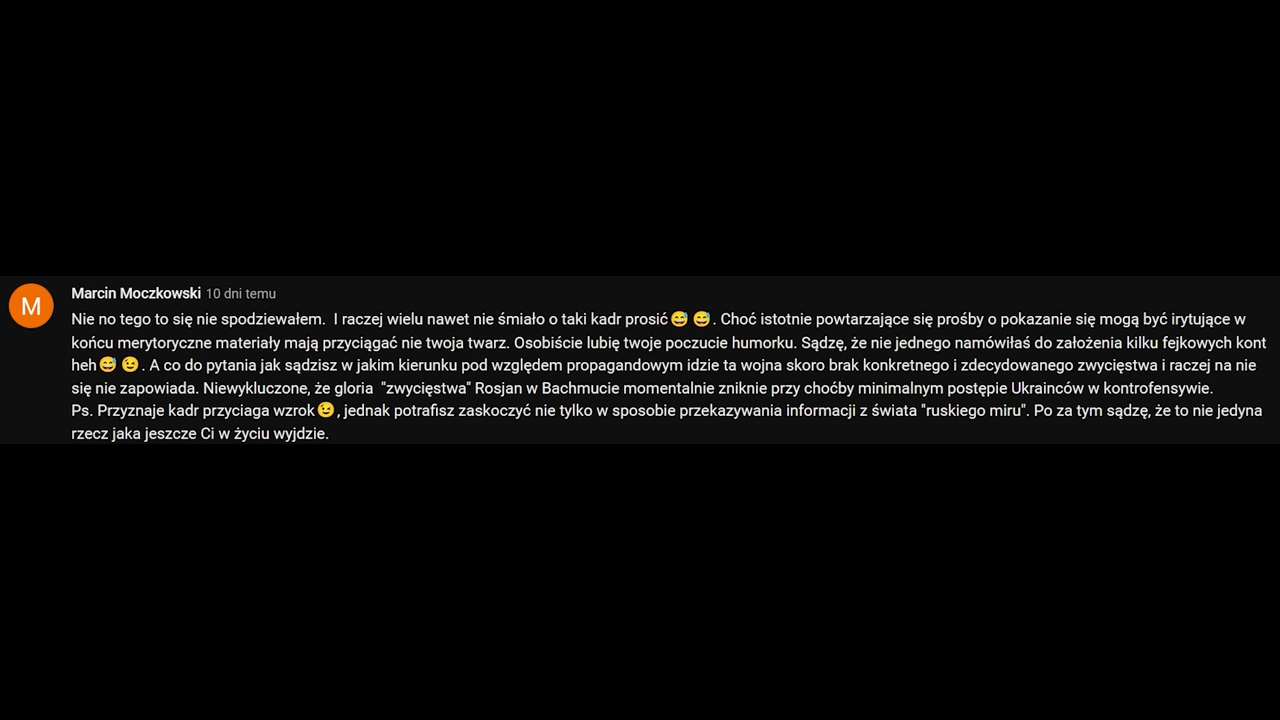 M
Marcin Moczkowski 10 dni temu
Nie no tego to się nie spodziewałem.  I raczej wielu nawet nie śmiało o taki kadr prosić😅 😅. Choć istotnie powtarzające się prośby o pokazanie się mogą być irytujące w
końcu merytoryczne materiały mają przyciągać nie twoja twarz. Osobiście lubię twoje poczucie humorku. Sądzę, że nie jednego namówiłaś do założenia kilku fejkowych kont
heh😅 😉. A co do pytania jak sądzisz w jakim kierunku pod względem propagandowym idzie ta wojna skoro brak konkretnego i zdecydowanego zwycięstwa i raczej na nie
się nie zapowiada. Niewykluczone, że gloria  "zwycięstwa" Rosjan w Bachmucie momentalnie zniknie przy choćby minimalnym postępie Ukrainców w kontrofensywie.
Ps. Przyznaje kadr przyciaga wzrok😉, jednak potrafisz zaskoczyć nie tylko w sposobie przekazywania informacji z świata "ruskiego miru". Po za tym sądzę, że to nie jedyna
rzecz jaka jeszcze Ci w życiu wyjdzie.